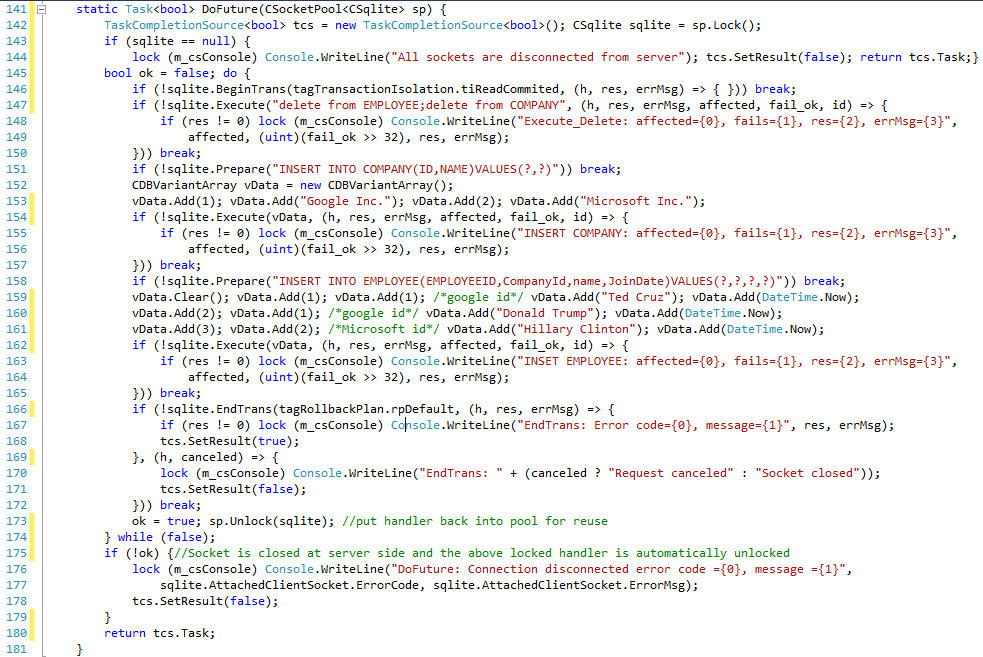 141 static Task<bool> DoFuture(CSocketPool<CSqlite> sp) {
142 TaskCompletionSource<bool> tcs = new TaskCompletionSource<bool>(); CSqlite sqlite = sp.Lock();
143 if (sqlite == null) {
144 lock (m_csConsole) Console.WriteLine("All sockets are disconnected from server"); tcs.SetResult(false); return tcs.Task;}
145 bool ok = false; do {
146 if (!sqlite.BeginTrans(tagTransactionIsolation.tiReadCommited, (h, res, errMsg) => { })) break;
147 if (!sqlite.Execute("delete from EMPLOYEE;delete from COMPANY", (h, res, errMsg, affected, fail_ok, id) => {
148 if (res != 0) lock (m_csConsole) Console.WriteLine("Execute_Delete: affected={0}, fails={1}, res={2}, errMsg={3}",
149 affected, (uint)(fail_ok >> 32), res, errMsg);
150 })) break;
151 if (!sqlite.Prepare("INSERT INTO COMPANY(ID,NAME)VALUES(?,?)")) break;
152 CDBVariantArray vData = new CDBVariantArray();
153 vData.Add(1); vData.Add("Google Inc."); vData.Add(2); vData.Add("Microsoft Inc.");
154 if (!sqlite.Execute(vData, (h, res, errMsg, affected, fail_ok, id) => {
155 if (res != 0) lock (m_csConsole) Console.WriteLine("INSERT COMPANY: affected={0}, fails={1}, res={2}, errMsg={3}",
156 affected, (uint)(fail_ok >> 32), res, errMsg);
157 })) break;
158 if (!sqlite.Prepare("INSERT INTO EMPLOYEE(EMPLOYEEID,CompanyId,name,JoinDate)VALUES(?,?,?,?)")) break;
159 vData.Clear(); vData.Add(1); vData.Add(1); /*google id*/ vData.Add("Ted Cruz"); vData.Add(DateTime.Now);
160 vData.Add(2); vData.Add(1); /*google id*/ vData.Add("Donald Trump"); vData.Add(DateTime.Now);
161 vData.Add(3); vData.Add(2); /*Microsoft id*/ vData.Add("Hillary Clinton"); vData.Add(DateTime.Now);
162 if (!sqlite.Execute(vData, (h, res, errMsg, affected, fail_ok, id) => {
163 if (res != 0) lock (m_csConsole) Console.WriteLine("INSET EMPLOYEE: affected={0}, fails={1}, res={2}, errMsg={3}",
164 affected, (uint)(fail_ok >> 32), res, errMsg);
165 })) break;
166 if (!sqlite.EndTrans(tagRollbackPlan.rpDefault, (h, res, errMsg) => {
167 if (res != 0) lock (m_csConsole) Console.WriteLine("EndTrans: Error code={0}, message={1}", res, errMsg);
168 tcs.SetResult(true);
169 }, (h, canceled) => {
170 lock (m_csConsole) Console.WriteLine("EndTrans: " + (canceled ? "Request canceled" : "Socket closed"));
171 tcs.SetResult(false);
172 })) break;
173 ok = true; sp.Unlock(sqlite); //put handler back into pool for reuse
174 } while (false);
175 if (!ok) {//Socket is closed at server side and the above locked handler is automatically unlocked
176 lock (m_csConsole) Console.WriteLine("DoFuture: Connection disconnected error code ={0}, message ={1}",
177 sqlite.AttachedClientSocket.ErrorCode, sqlite.AttachedClientSocket.ErrorMsg);
178 tcs.SetResult(false);
179 }
180 return tcs.Task;
181 }